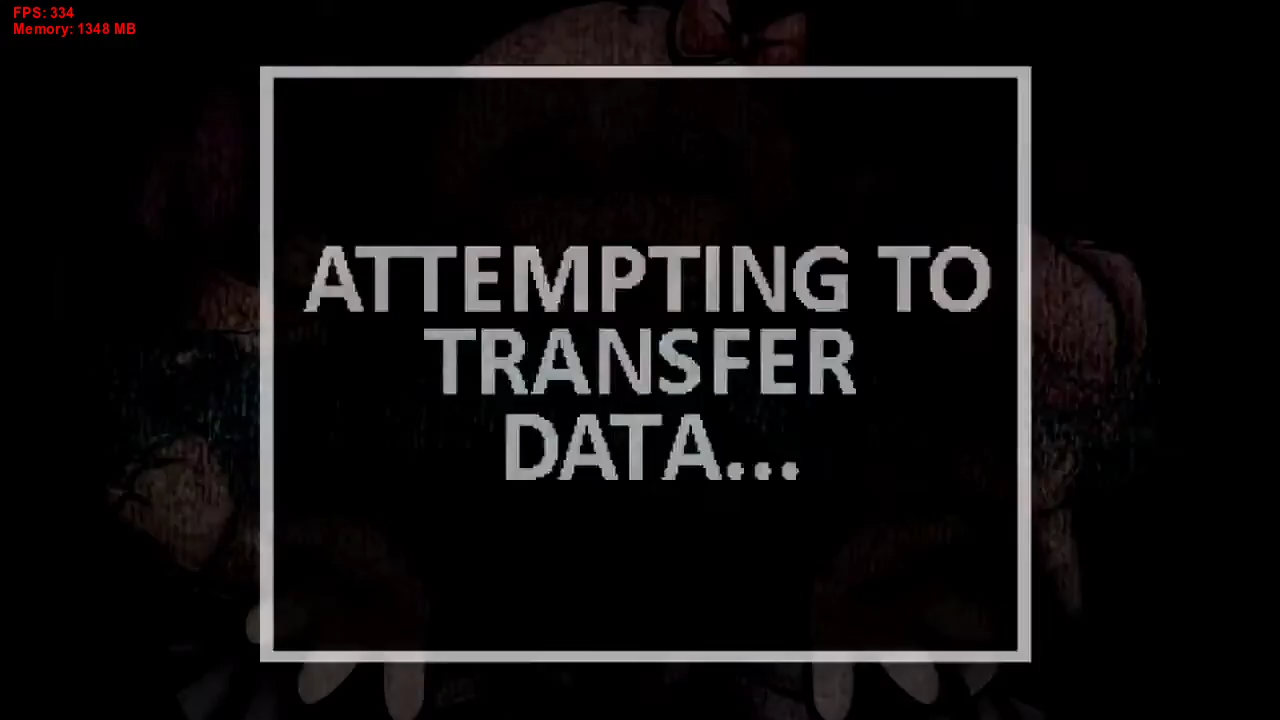 FPS: 334
Memory: 1348 MB
ATTEMPTING TO
TRANSFER
DATA...